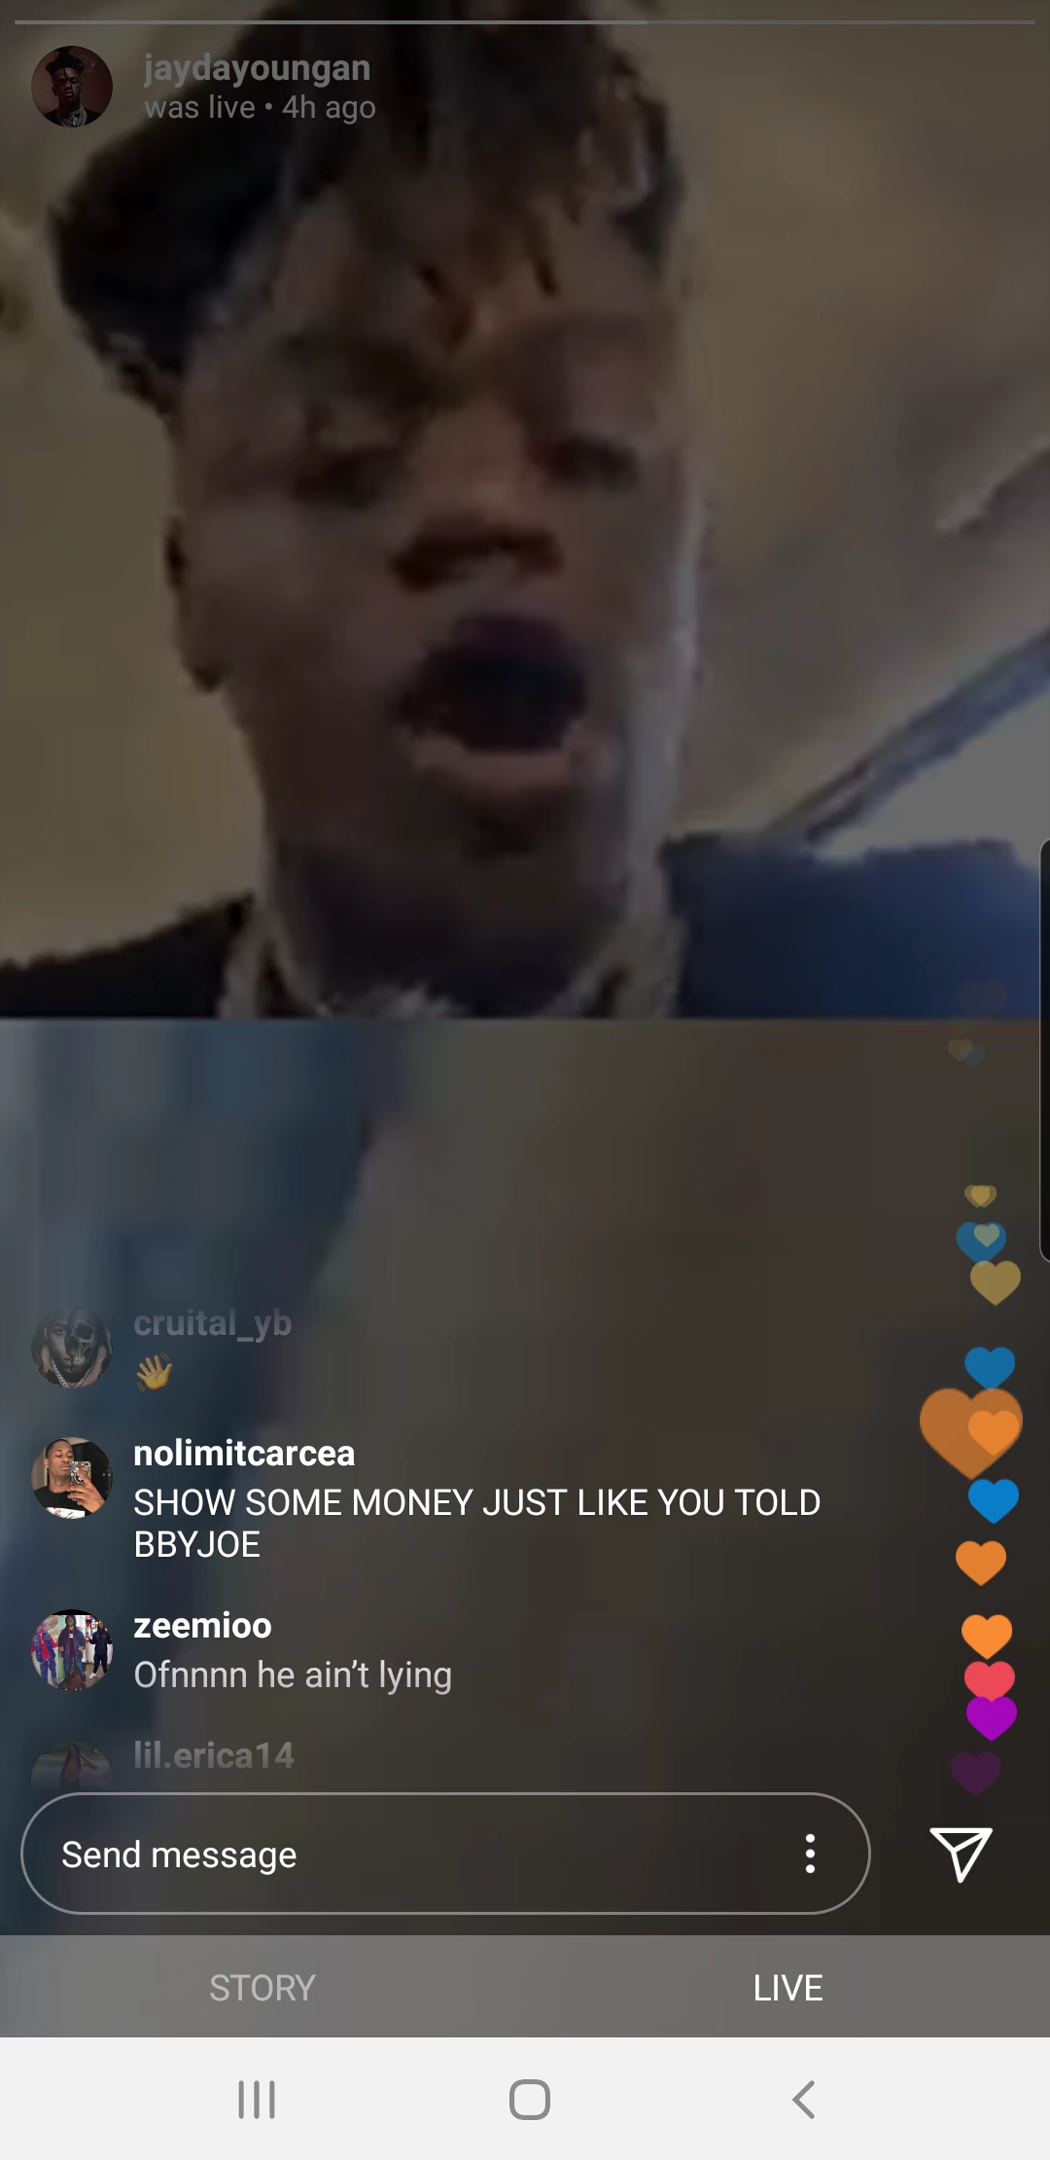 jaydayoungan
was live • 4h ago
cruital_yb
👋
nolimitcarcea
SHOW SOME MONEY JUST LIKE YOU TOLD
BBYJOE
zeemioo
Ofnnnn he ain’t lying
lil.erica14
Send message
STORY
LIVE